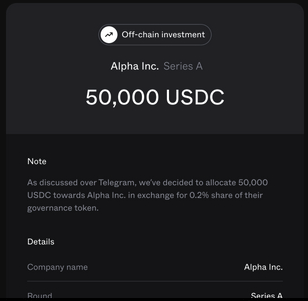 Off-chain investment
Alpha Inc. Series A
50,000 USDC
Note
As discussed over Telegram, we've decided to allocate 50,000
USDC towards Alpha Inc. in exchange for 0.2% share of their
governance token.
Details
Company name Alpha Inc.
Round Series A